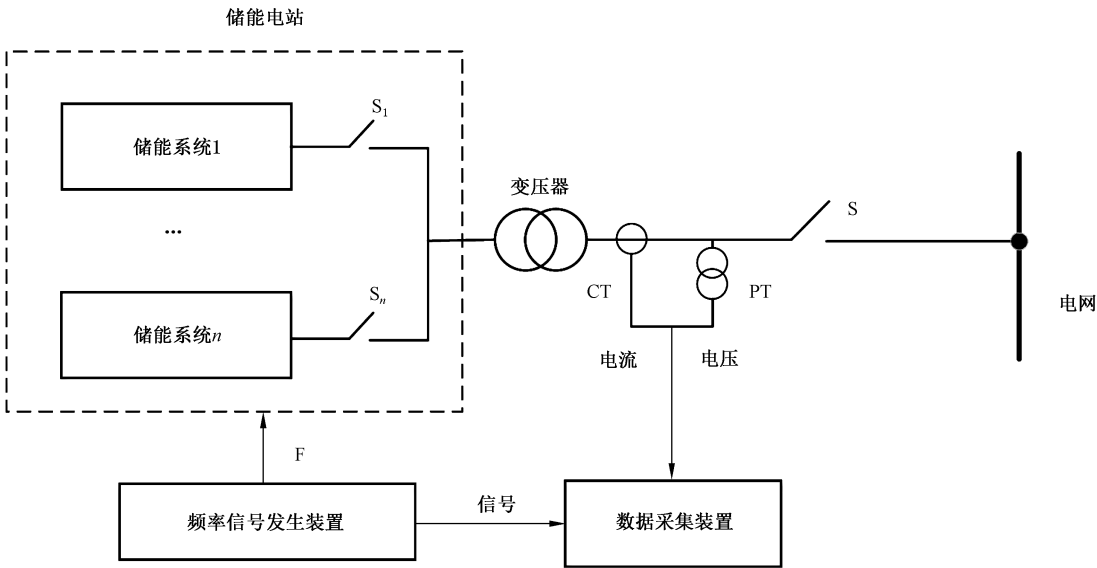 储能电站
储能系统1
S1
...
储能系统n
Sn
变压器
S
CT
PT
电网
电流
电压
F
频率信号发生装置
信号
数据采集装置